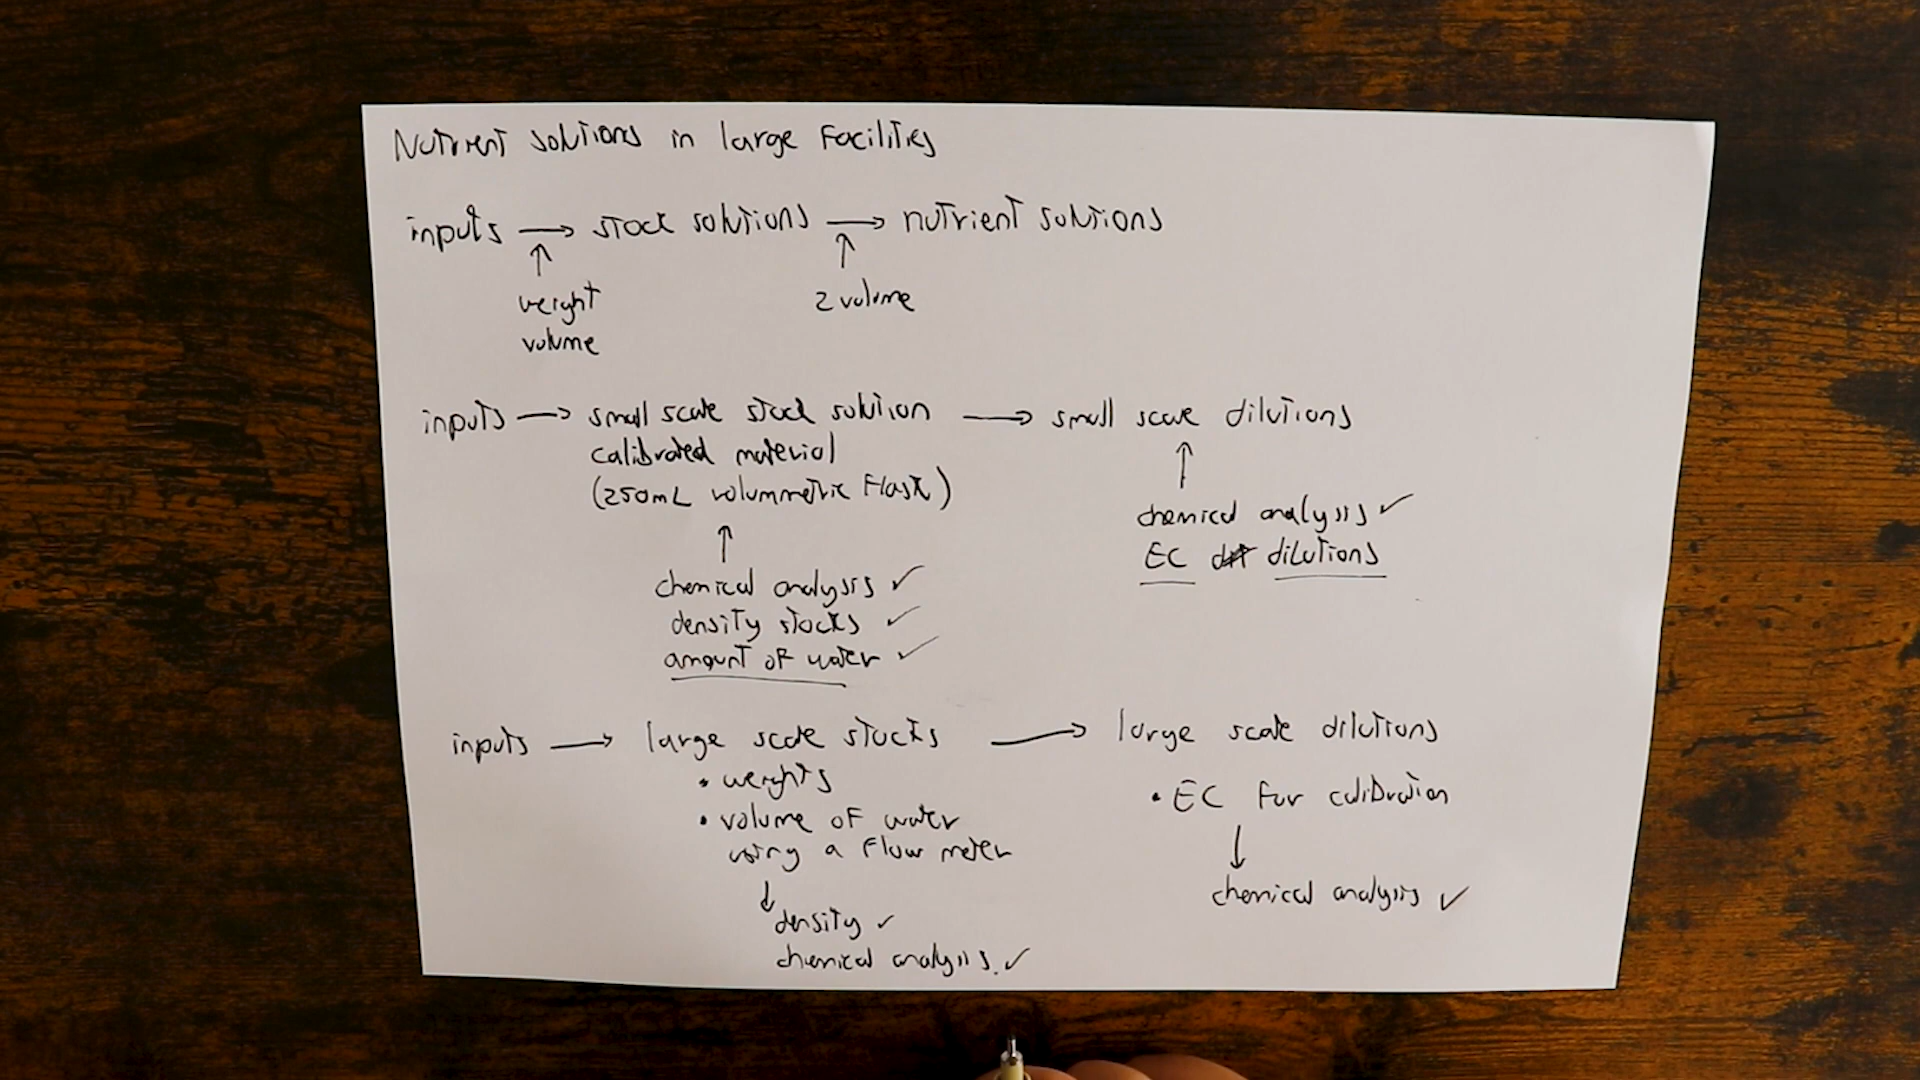 Nutrient solutions in large facilities
inputs → stock solutions → nutrient solutions
↑ ↑
weight 2 volume
volume
inputs → small scale stock solution → small scale dilutions
calibrated material
(250mL volummetric flask)
↑
chemical analysis ✓
EC dilutions
↑
chemical analysis ✓
density stocks ✓
amount of water ✓
inputs → large scale stocks → large scale dilutions
• weights
• volume of water
using a flow meter
↓
density ✓
chemical analysis. ✓
• EC for calibration
↓
chemical analysis ✓